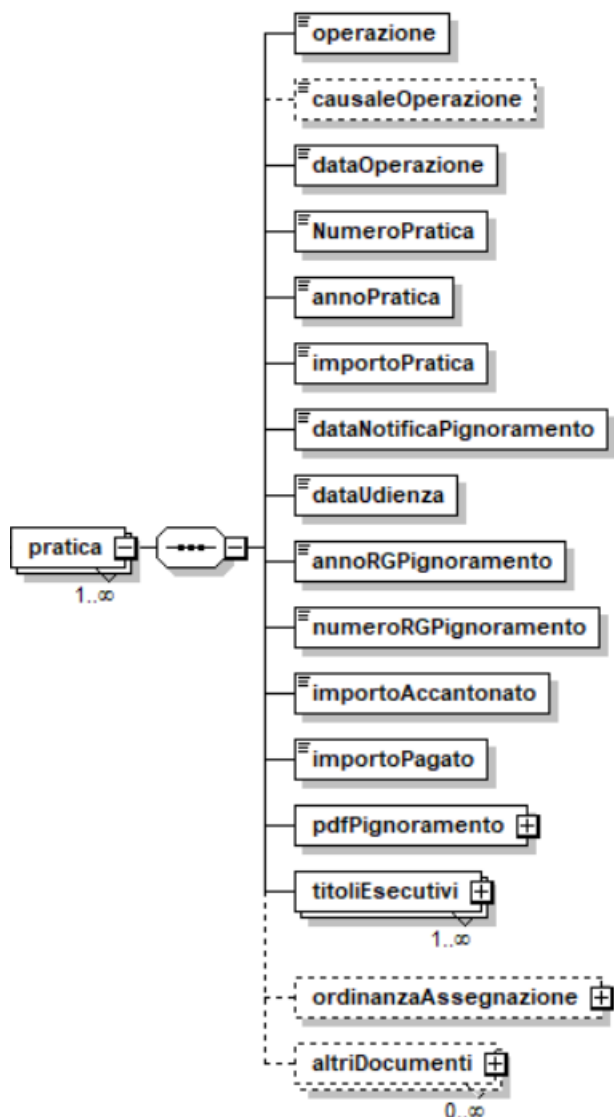 operazione
causaleOperazione
dataOperazione
NumeroPratica
annoPratica
importoPratica
dataNotificaPignoramento
dataUdienza
pratica
1..∞
annoRGPignoramento
numeroRGPignoramento
importoAccantonato
importoPagato
pdfPignoramento
titoliEsecutivi
1..∞
ordinanzaAssegnazione
altriDocumenti
0..∞